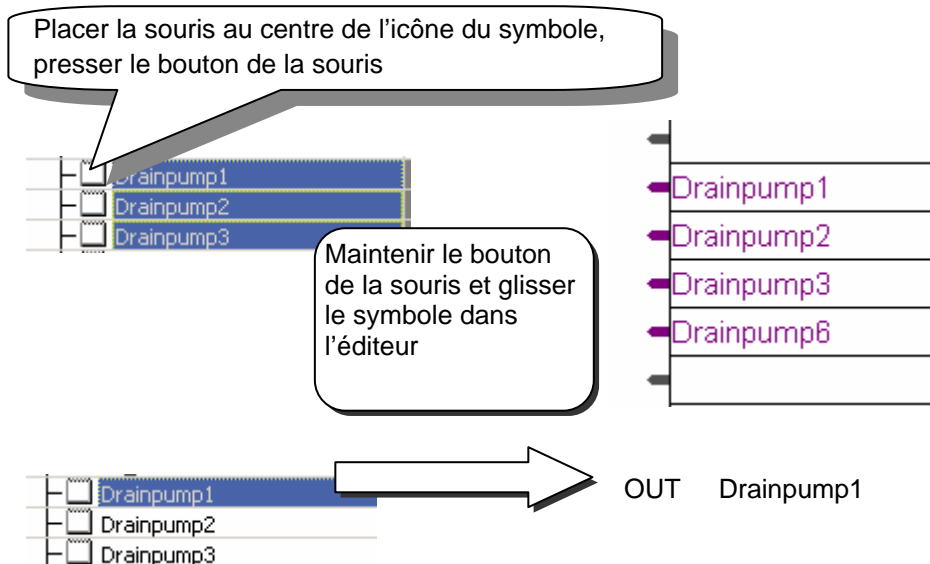 Placer la souris au centre de l’icône du symbole,
presser le bouton de la souris
Drainpump1
Drainpump2
Drainpump3
Maintenir le bouton
de la souris et glisser
le symbole dans
l’éditeur
Drainpump1
Drainpump2
Drainpump3
Drainpump6
Drainpump1
Drainpump2
Drainpump3
OUT Drainpump1